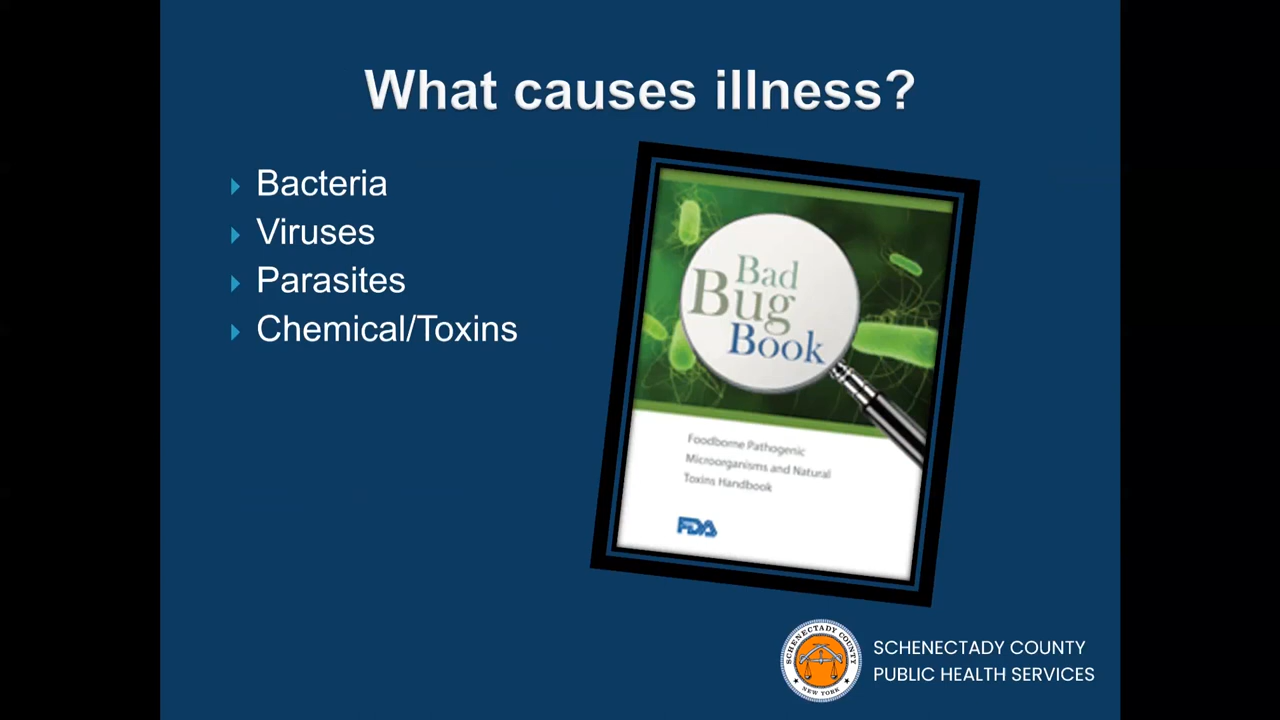 What causes illness?
Bacteria
Viruses
Parasites
Chemical/Toxins
Bad
Bug
Book
Foodborne Pathogenic
Microorganisms and Natural
Toxins Handbook
FDA
SCHENECTADY COUNTY
NEW YORK
SCHENECTADY COUNTY
PUBLIC HEALTH SERVICES